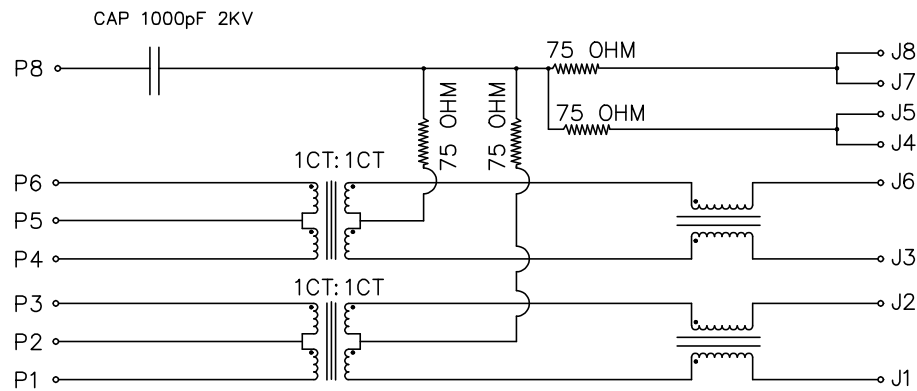 CAP 1000pF 2KV
P8
75 OHM
J8
J7
75 OHM
75 OHM
75 OHM
J5
J4
1CT:1CT
P6
J6
P5
P4
J3
1CT:1CT
P3
J2
P2
P1
J1